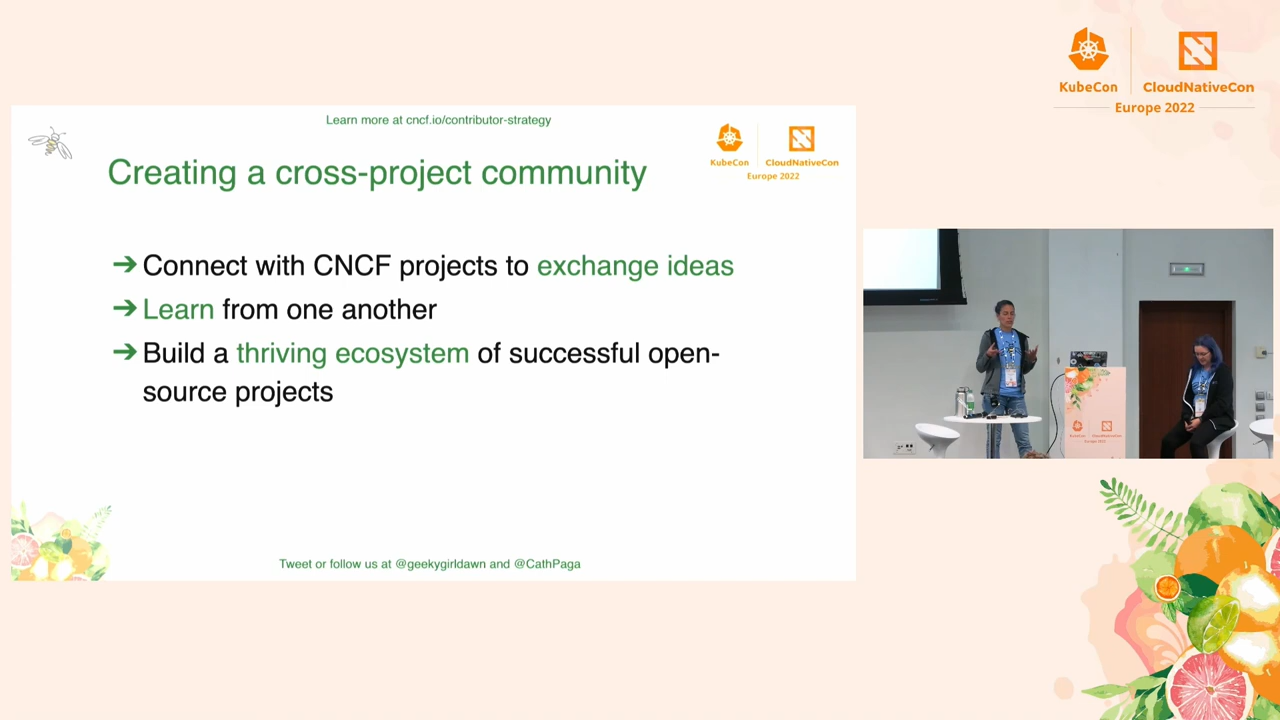 KubeCon
CloudNativeCon
Europe 2022
Learn more at cncf.io/contributor-strategy
KubeCon
CloudNativeCon
Europe 2022
Creating a cross-project community
➔ Connect with CNCF projects to exchange ideas
➔ Learn from one another
➔ Build a thriving ecosystem of successful open-
source projects
Tweet or follow us at @geekygirldawn and @CathPaga